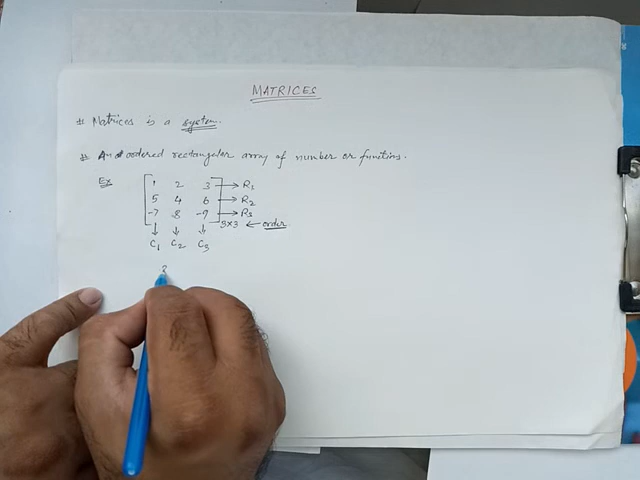 MATRICES
# Matrices is a system.
# An ordered rectangular array of number or functions.
Ex
1 2 3 → R1
5 4 6 → R2
-7 8 -9 → R3
3×3 ← order
↓ ↓ ↓
C1 C2 C3